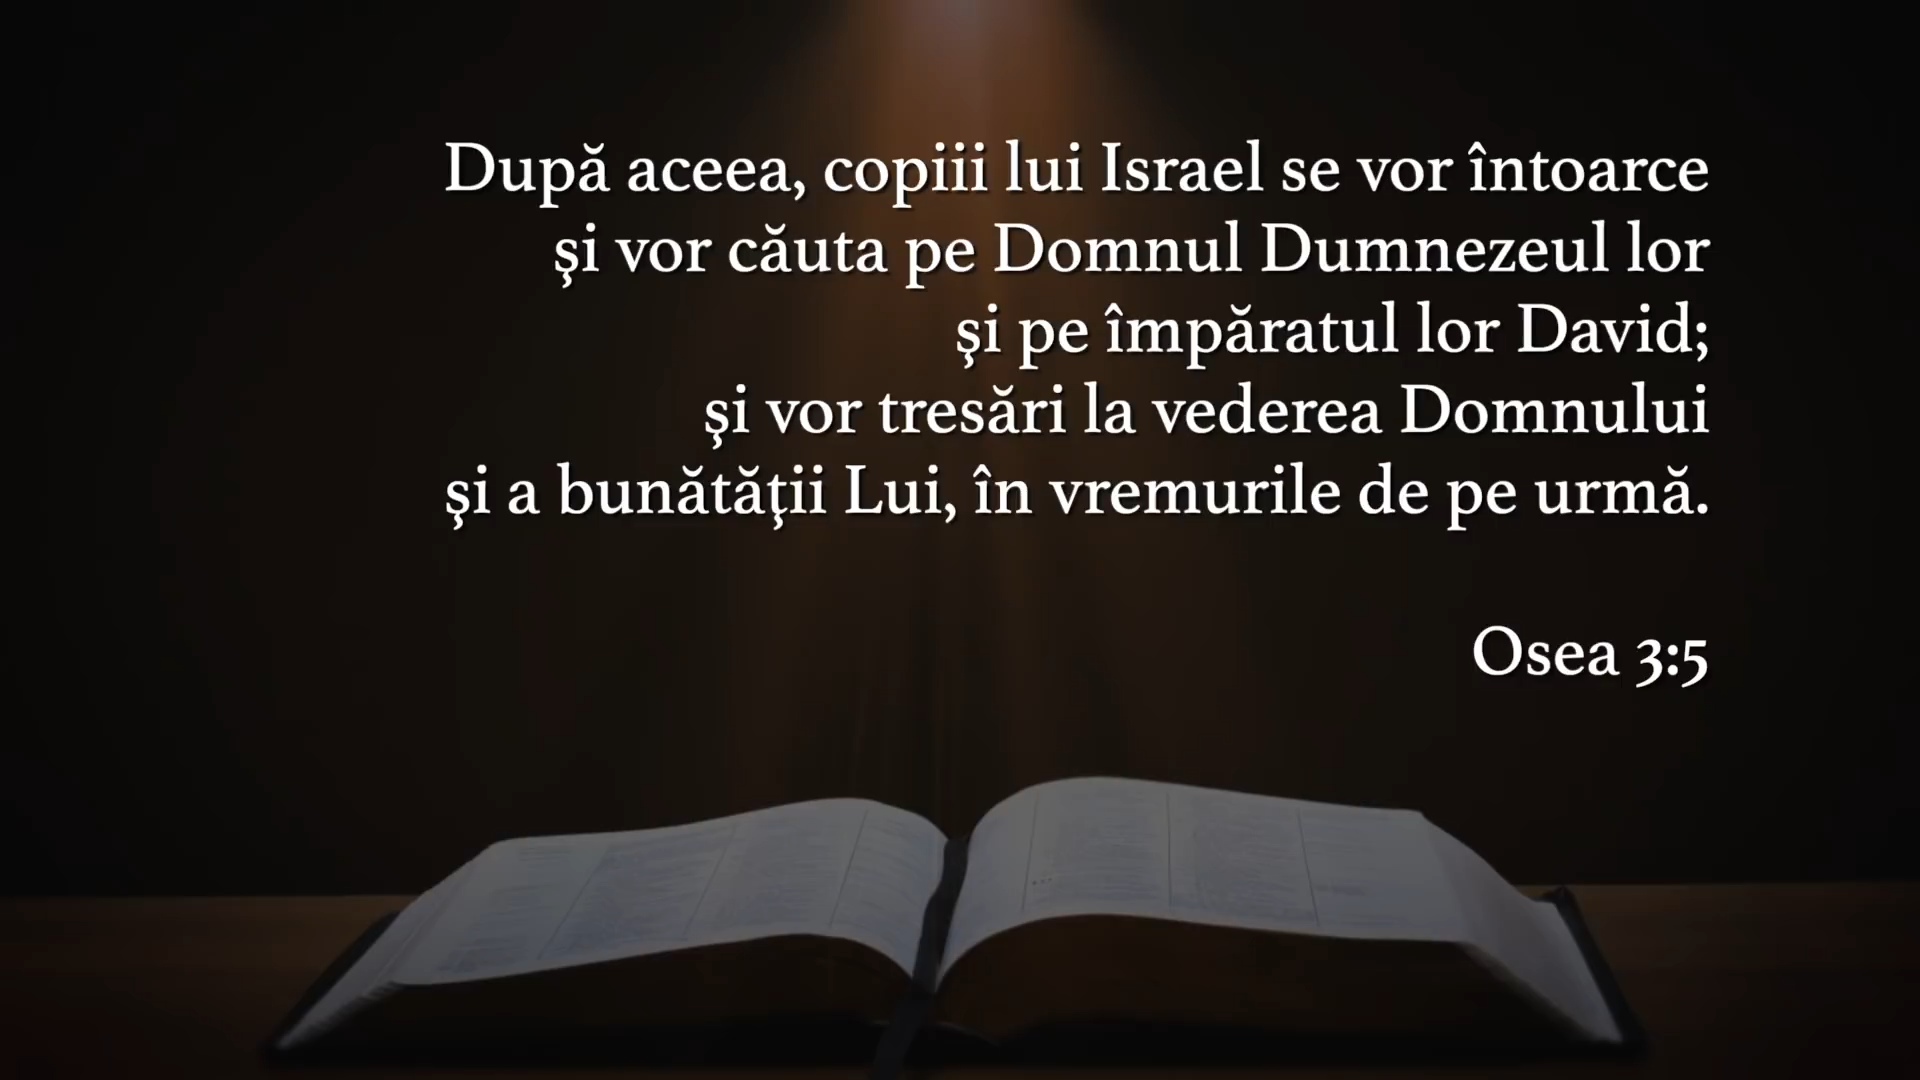 După aceea, copiii lui Israel se vor întoarce
şi vor căuta pe Domnul Dumnezeul lor
şi pe împăratul lor David;
şi vor tresări la vederea Domnului
şi a bunătăţii Lui, în vremurile de pe urmă.
Osea 3:5